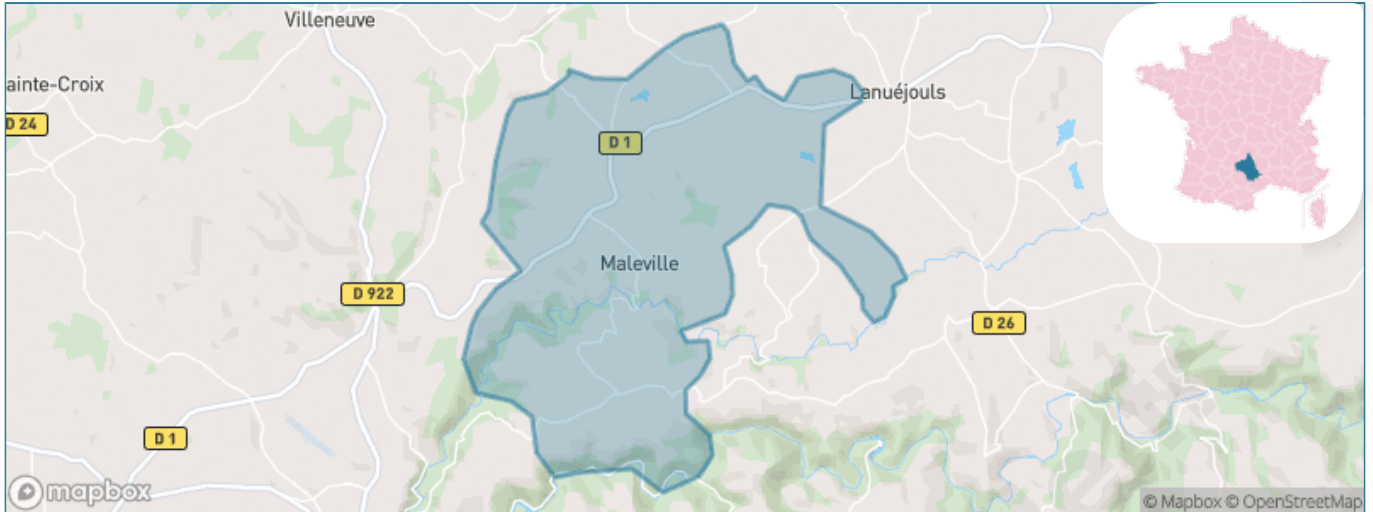 Villeneuve
ainte-Croix
Lanuéjouls
D 24
D 1
Maleville
D 922
D 26
D 1
mapbox
© Mapbox © OpenStreetMap